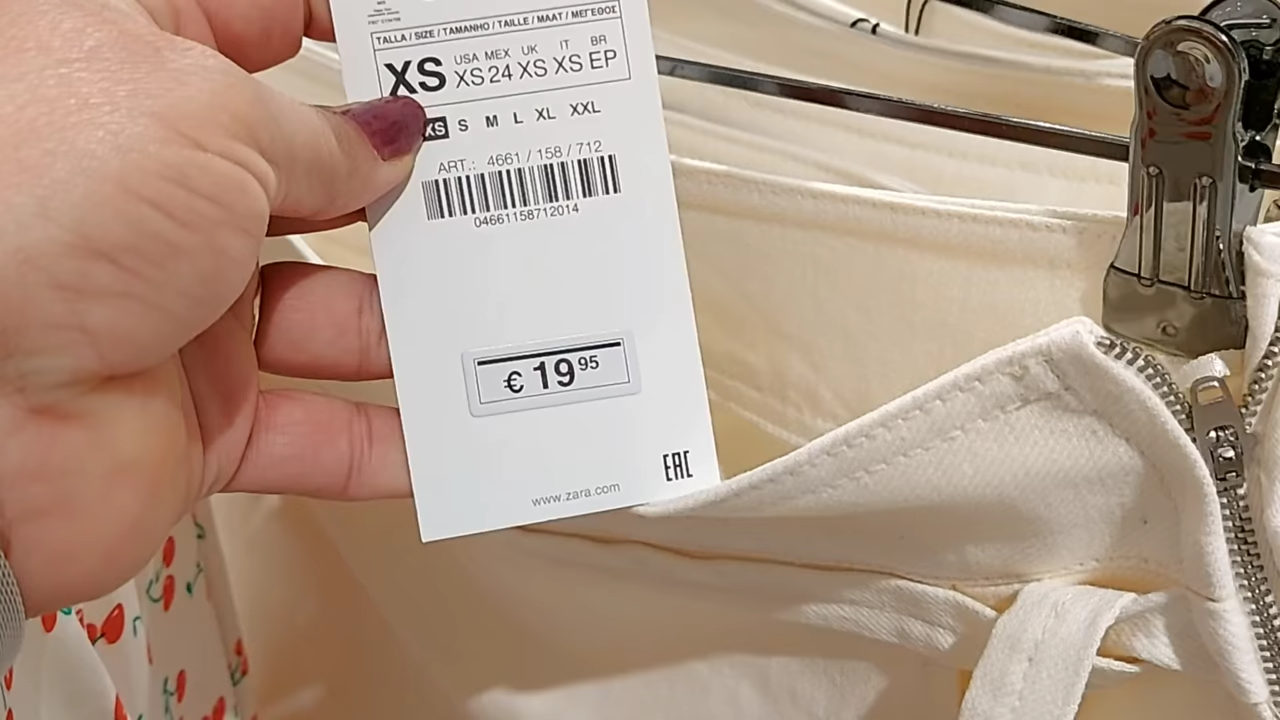 TALLA / SIZE / TAMANHO / TAILLE / MAAT / ΜΕΓΕΘΟΣ
XS USA XS MEX 24 UK XS IT XS BR EP
XS S M L XL XXL
ART.: 4661 / 158 / 712
04661158712014
€ 19 95
EAC
www.zara.com